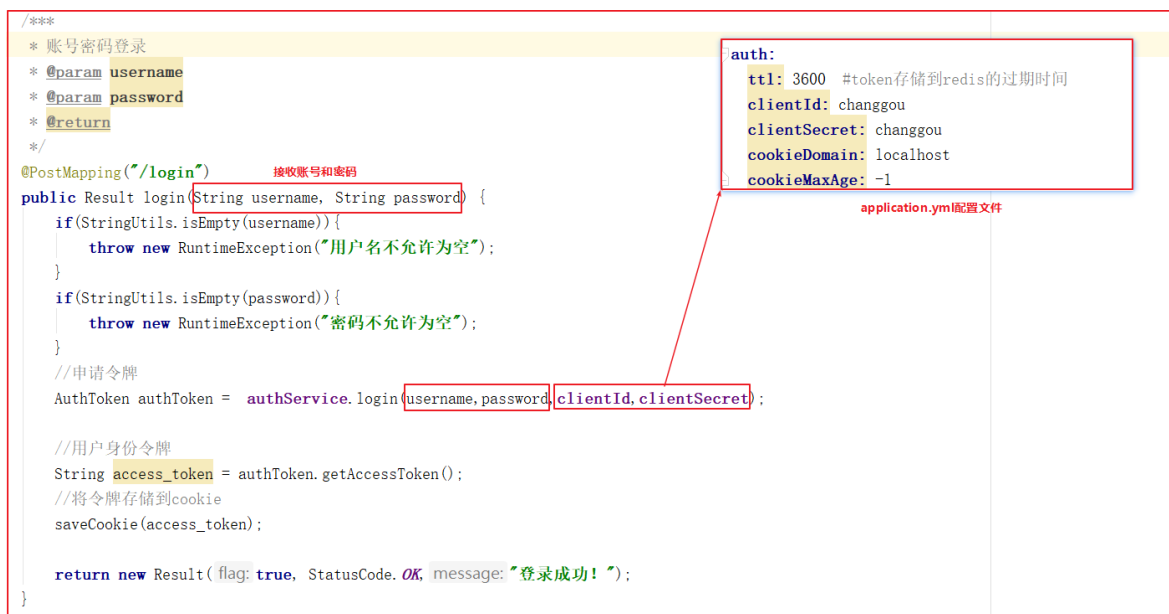 /***
* 账号密码登录
* @param username
* @param password
* @return
*/
@PostMapping("/login")
接收账号和密码
public Result login(String username, String password) {
if(StringUtils.isEmpty(username)){
throw new RuntimeException("用户名不允许为空");
}
if(StringUtils.isEmpty(password)){
throw new RuntimeException("密码不允许为空");
}
//申请令牌
AuthToken authToken = authService.login(username,password,clientId,clientSecret);
//用户身份令牌
String access_token = authToken.getAccessToken();
//将令牌存储到cookie
saveCookie(access_token);
return new Result( flag: true, StatusCode.OK, message: "登录成功！");
}
auth:
ttl: 3600 #token存储到redis的过期时间
clientId: changgou
clientSecret: changgou
cookieDomain: localhost
cookieMaxAge: -1
application.yml配置文件